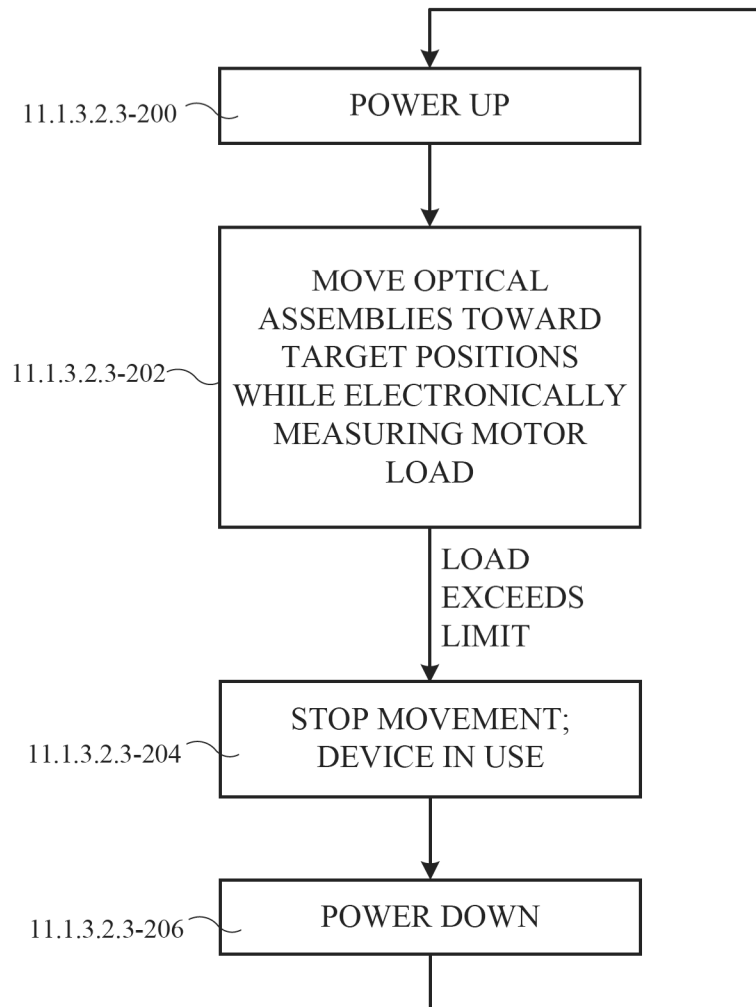 11.1.3.2.3-200
POWER UP
11.1.3.2.3-202
MOVE OPTICAL
ASSEMBLIES TOWARD
TARGET POSITIONS
WHILE ELECTRONICALLY
MEASURING MOTOR
LOAD
LOAD
EXCEEDS
LIMIT
11.1.3.2.3-204
STOP MOVEMENT;
DEVICE IN USE
11.1.3.2.3-206
POWER DOWN